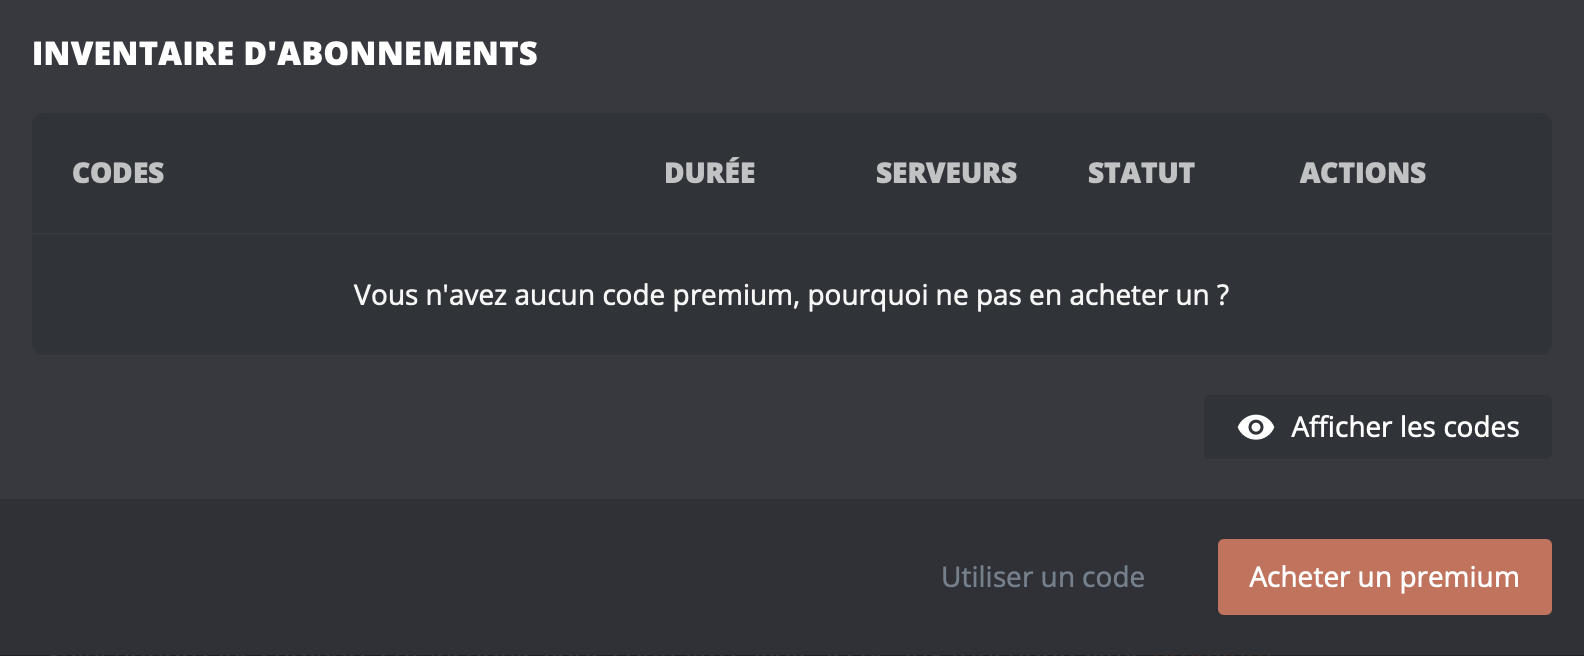 INVENTAIRE D'ABONNEMENTS
CODES DURÉE SERVEURS STATUT ACTIONS
Vous n'avez aucun code premium, pourquoi ne pas en acheter un ?
Afficher les codes
Utiliser un code Acheter un premium